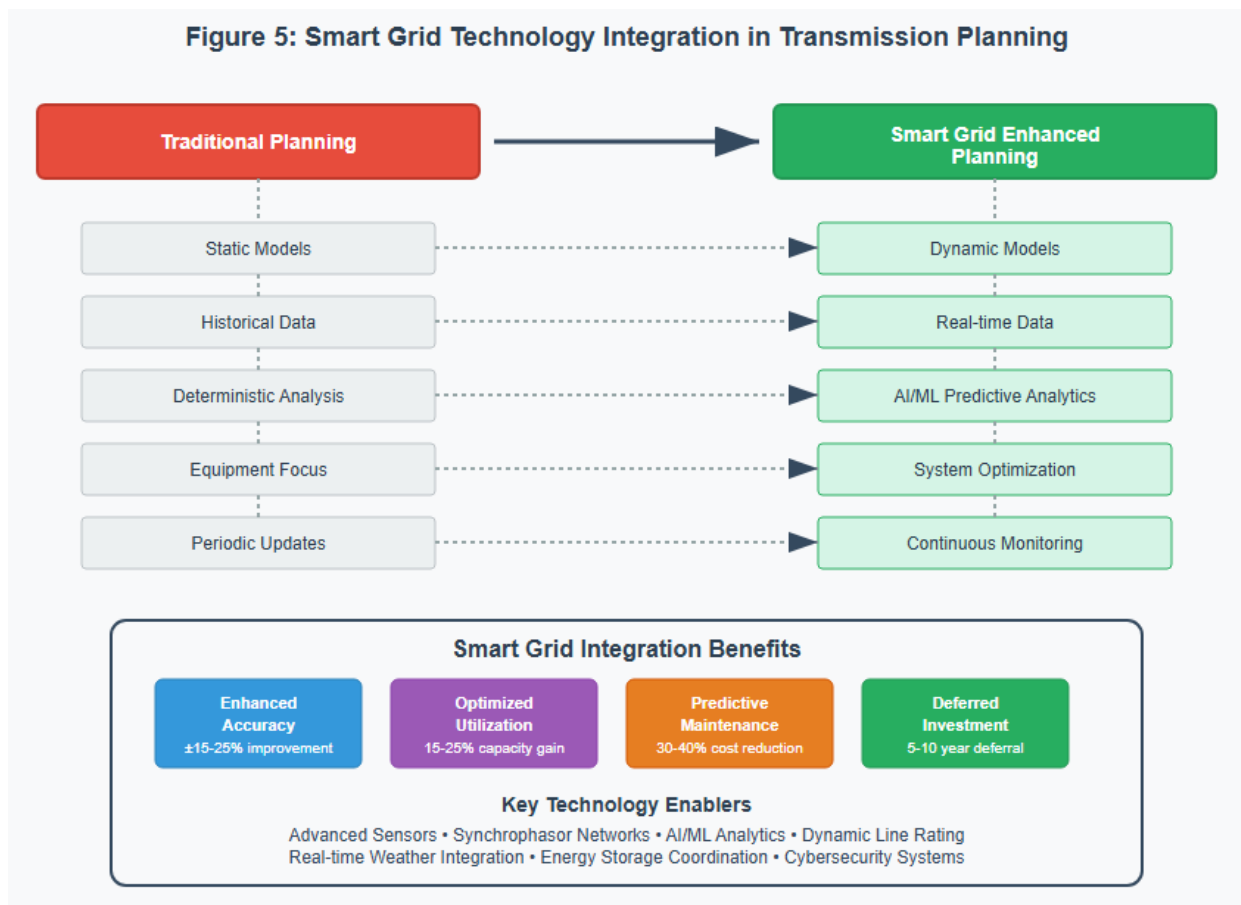 Figure 5: Smart Grid Technology Integration in Transmission Planning
Traditional Planning
Smart Grid Enhanced
Planning
Static Models
Dynamic Models
Historical Data
Real-time Data
Deterministic Analysis
AI/ML Predictive Analytics
Equipment Focus
System Optimization
Periodic Updates
Continuous Monitoring
Smart Grid Integration Benefits
Enhanced
Accuracy
±15-25% improvement
Optimized
Utilization
15-25% capacity gain
Predictive
Maintenance
30-40% cost reduction
Deferred
Investment
5-10 year deferral
Key Technology Enablers
Advanced Sensors • Synchrophasor Networks • AI/ML Analytics • Dynamic Line Rating
Real-time Weather Integration • Energy Storage Coordination • Cybersecurity Systems